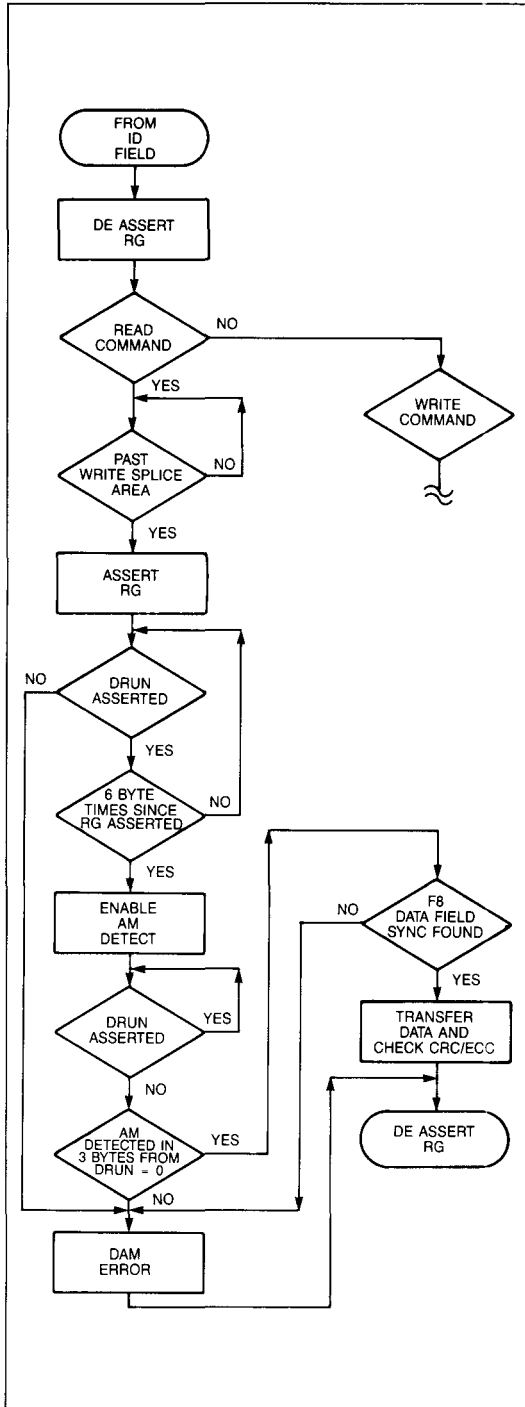 FROM
ID
FIELD
DE ASSERT
RG
READ
COMMAND
NO
YES
WRITE
COMMAND
PAST
WRITE SPLICE
AREA
NO
YES
ASSERT
RG
NO
DRUN
ASSERTED
YES
6 BYTE
TIMES SINCE
RG ASSERTED
NO
YES
ENABLE
AM
DETECT
DRUN
ASSERTED
YES
NO
AM
DETECTED IN
3 BYTES FROM
DRUN = 0
YES
NO
DAM
ERROR
NO
F8
DATA FIELD
SYNC FOUND
YES
TRANSFER
DATA AND
CHECK CRC/ECC
DE ASSERT
RG